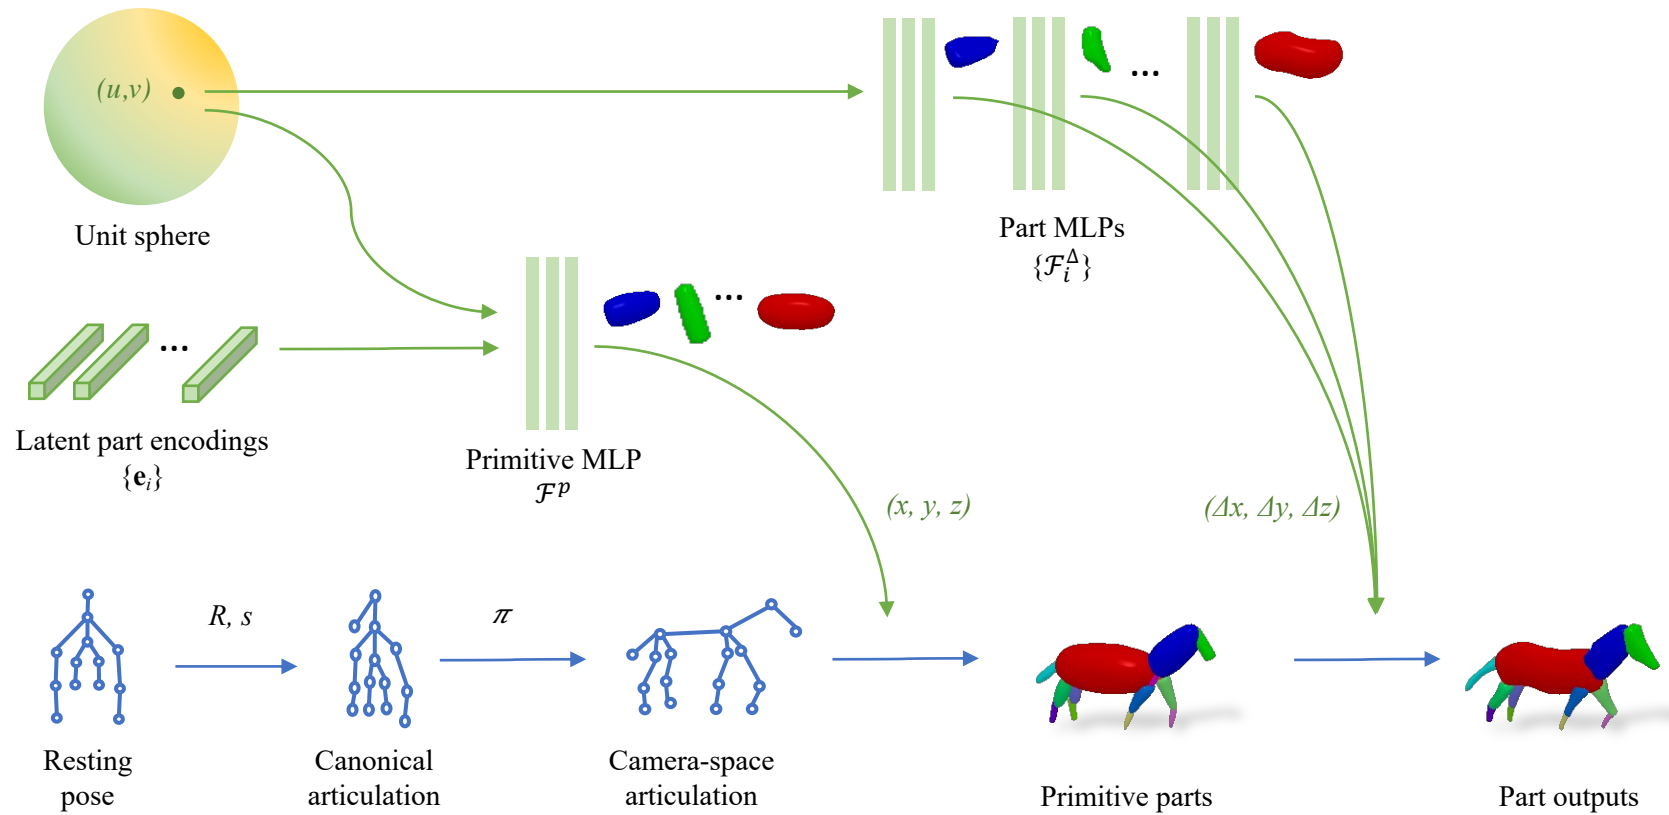 (u,v)
Unit sphere
...
Part MLPs
{ℱᵢ^Δ}
...
Latent part encodings
{𝐞ᵢ}
...
Primitive MLP
ℱ^p
(x, y, z)
(Δx, Δy, Δz)
R, s
π
Resting
pose
Canonical
articulation
Camera-space
articulation
Primitive parts
Part outputs